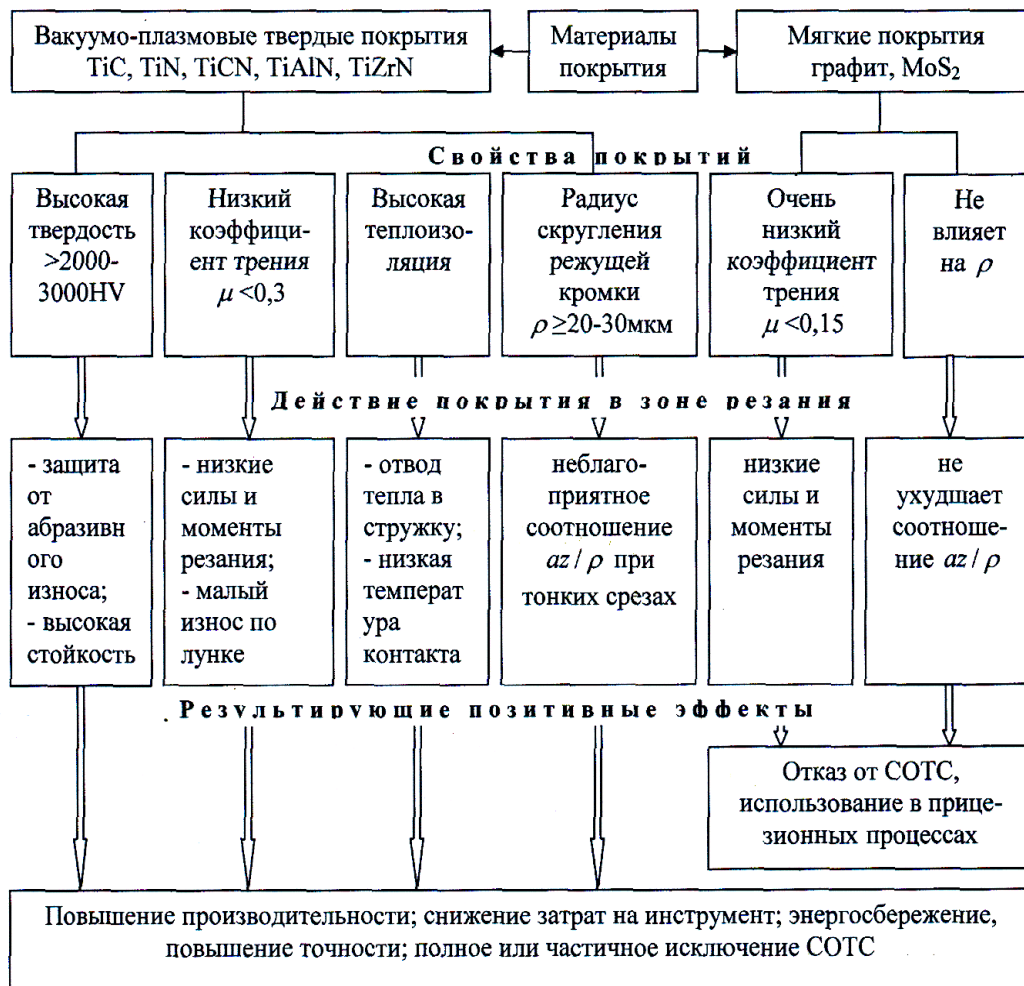 Вакуумо-плазмовые твердые покрытия
TiC, TiN, TiCN, TiAlN, TiZrN
Материалы
покрытия
Мягкие покрытия
графит, MoS₂
Свойства покрытий
Высокая
твердость
>2000-
3000HV
Низкий
коэффици-
ент трения
μ <0,3
Высокая
теплоизо-
ляция
Радиус
скругления
режущей
кромки
ρ ≥20-30мкм
Очень
низкий
коэффициент
трения
μ <0,15
Не
влияет
на ρ
Действие покрытия в зоне резания
- защита
от
абразивн
ого
износа;
- высокая
стойкость
- низкие
силы и
моменты
резания;
- малый
износ по
лунке
- отвод
тепла в
стружку;
- низкая
температ
ура
контакта
неблаго-
приятное
соотношение
az / ρ при
тонких срезах
низкие
силы и
моменты
резания
не
ухудшает
соотноше-
ние az / ρ
Результирующие позитивные эффекты
Отказ от СОТС,
использование в прице-
зионных процессах
Повышение производительности; снижение затрат на инструмент; энергосбережение,
повышение точности; полное или частичное исключение СОТС